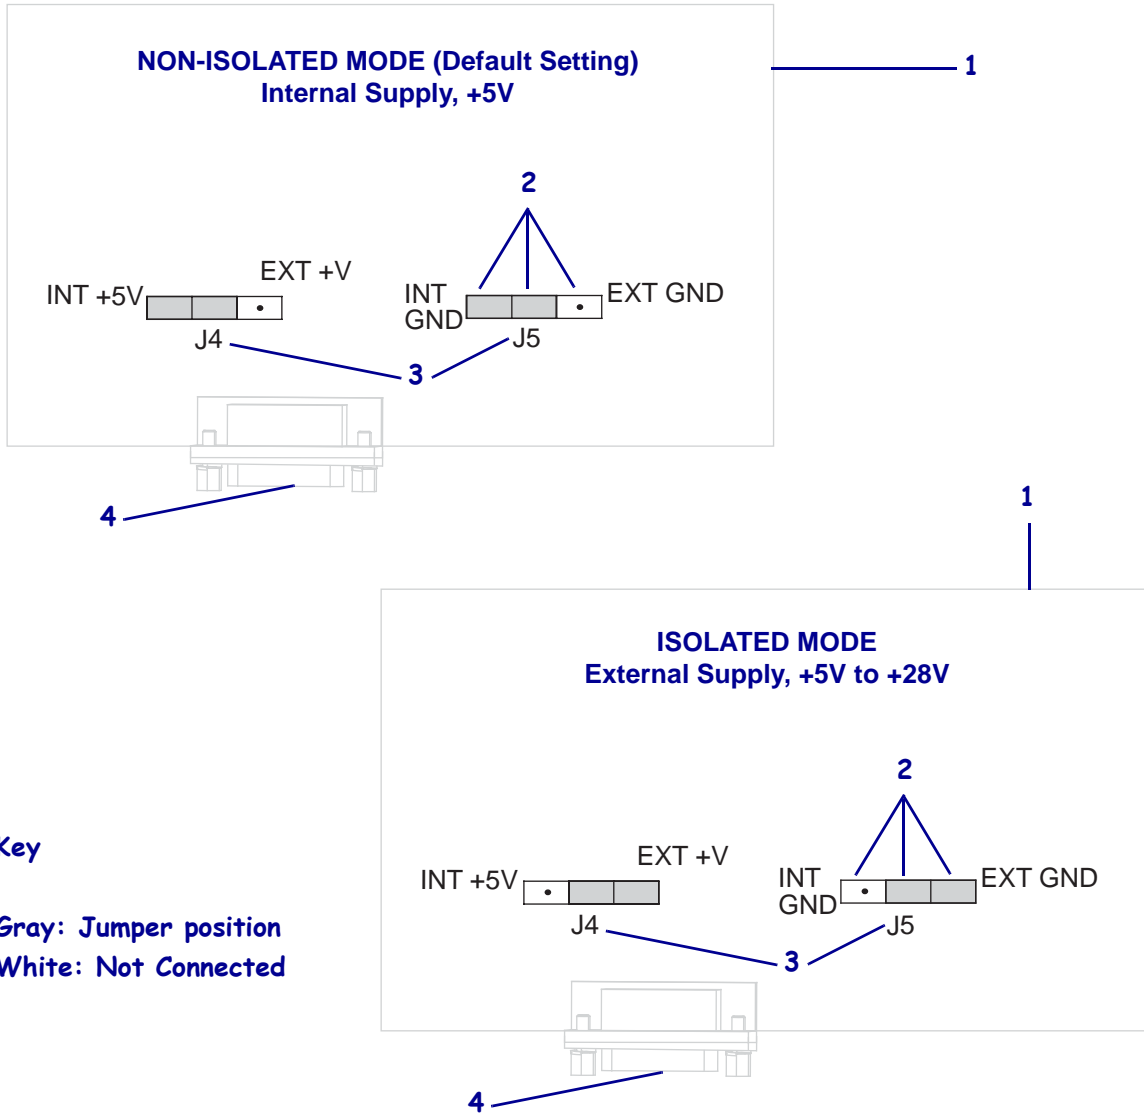 NON-ISOLATED MODE (Default Setting)
Internal Supply, +5V
1
2
INT +5V
EXT +V
INT
GND
EXT GND
J4
J5
3
4
1
ISOLATED MODE
External Supply, +5V to +28V
2
INT +5V
EXT +V
INT
GND
EXT GND
J4
J5
3
4
Key
Gray: Jumper position
White: Not Connected